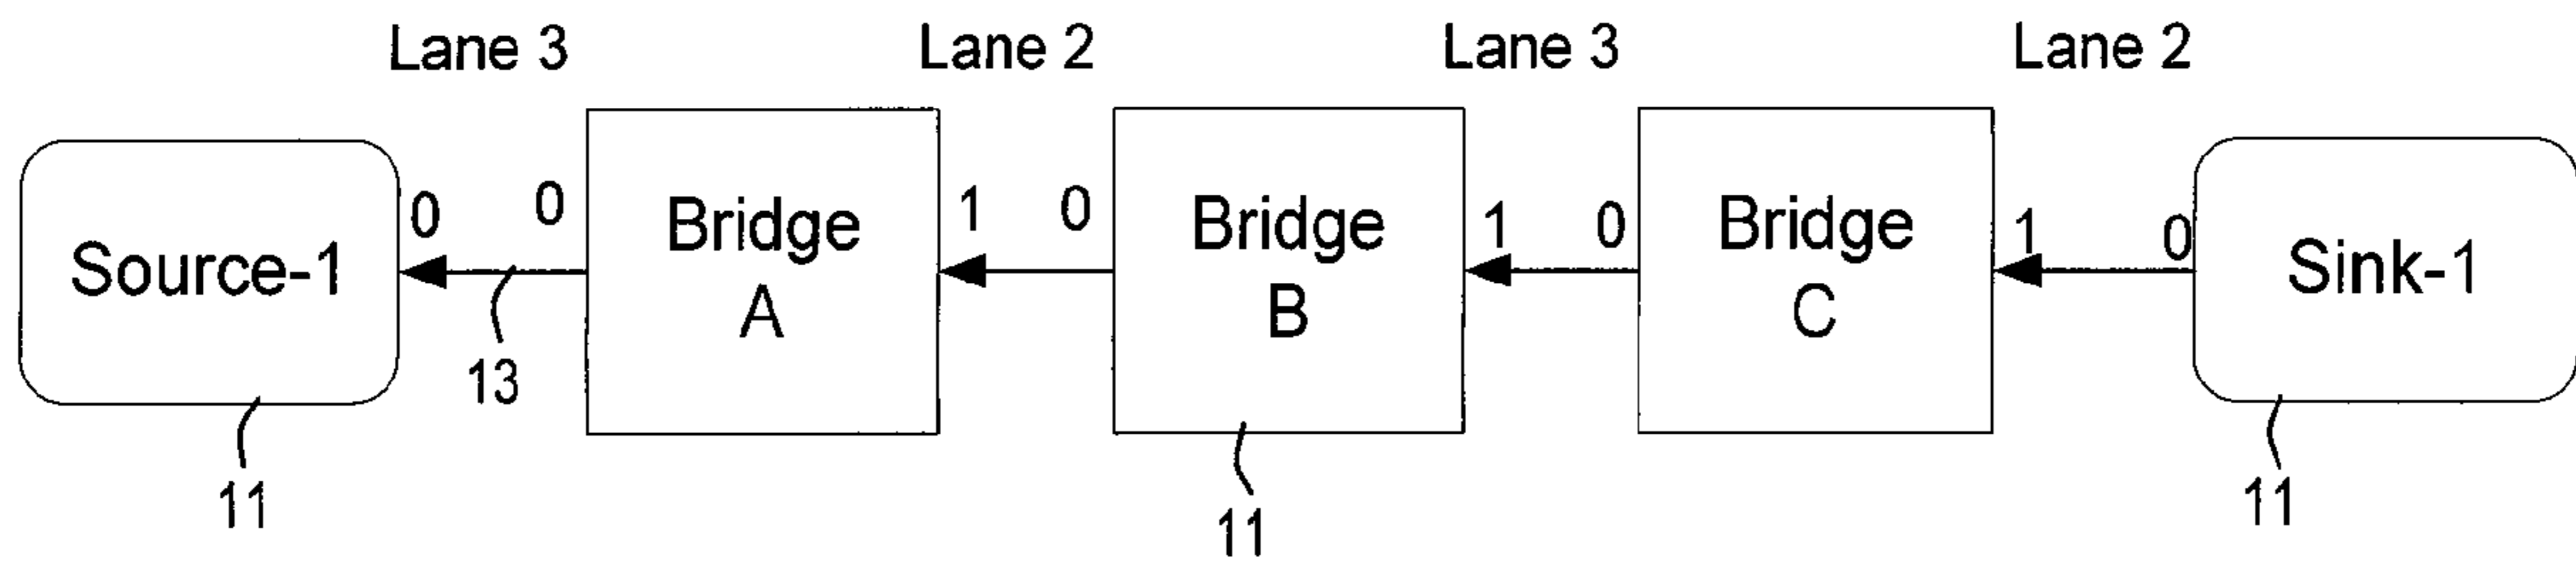 Lane 3 Lane 2 Lane 3 Lane 2
0 0 1 0 1 0 1 0
Source-1 Bridge A Bridge B Bridge C Sink-1
13
11 11 11